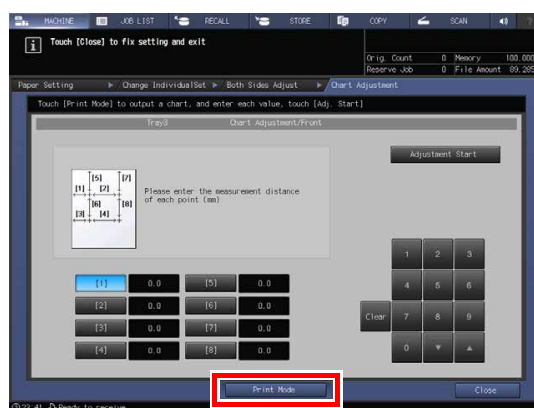 MACHINE JOB LIST RECALL STORE COPY SCAN
Touch [Close] to fix setting and exit
Orig. Count 0 Memory 100.000
Reserve Job 0 File Amount 89.285
Paper Setting Change IndividualSet Both Sides Adjust Chart Adjustment
Touch [Print Mode] to output a chart, and enter each value, touch [Adj. Start]
Tray3 Chart Adjustment/Front
Adjustment Start
[5] [7]
[1] [2]
[6] [8]
[3] [4]
Please enter the measurement distance
of each point (mm)
1 2 3
[1] 0.0 [5] 0.0
4 5 6
[2] 0.0 [6] 0.0
Clear 7 8 9
[3] 0.0 [7] 0.0
0
[4] 0.0 [8] 0.0
Print Mode Close
Ready to receive